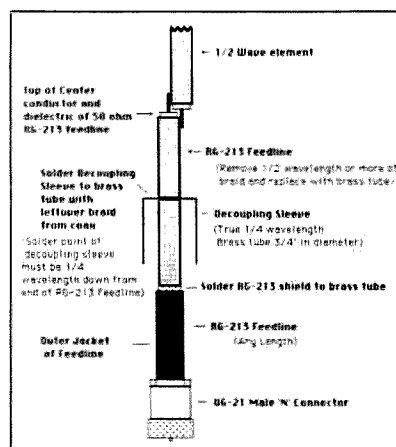 1/2 Wave element
Top of Center
conductor and
dielectric of 50 ohm
RG-213 feedline
RG-213 Feedline
(Remove 1/2 wavelength or more of
braid and replace with brass tube)
Solder Decoupling
Sleeve to brass
tube with
leftover braid
from coax
(Solder point of
decoupling sleeve
must be 1/4
wavelength down from
end of RG-213 Feedline)
Decoupling Sleeve
(True 1/4 wavelength
Brass tube 3/4" in diameter)
Solder RG-213 shield to brass tube
RG-213 Feedline
(Any Length)
Outer Jacket
of Feedline
UG-21 Male 'N' Connector